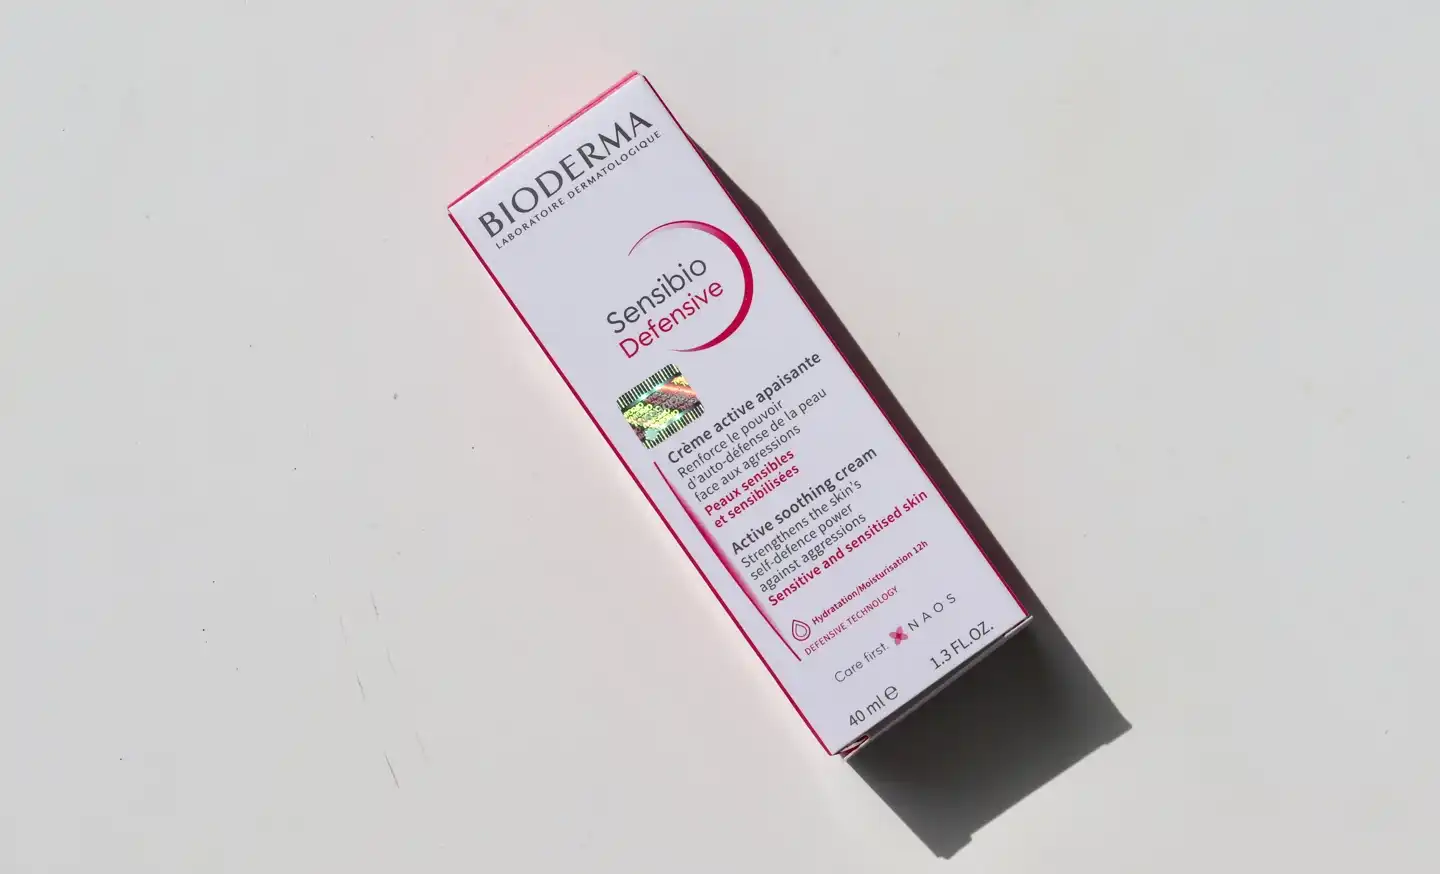 BIODERMA
LABORATOIRE DERMATOLOGIQUE
Sensibio
Defensive
Crème active apaisante
Renforce le pouvoir
d'auto-défense de la peau
face aux agressions
Peaux sensibles
et sensibilisées
Active soothing cream
Strengthens the skin's
self-defence power
against aggressions
Sensitive and sensitised skin
Hydratation/Moisturisation 12h
DEFENSIVE TECHNOLOGY
Care first. NAOS
40 ml e 1.3 FL.OZ.